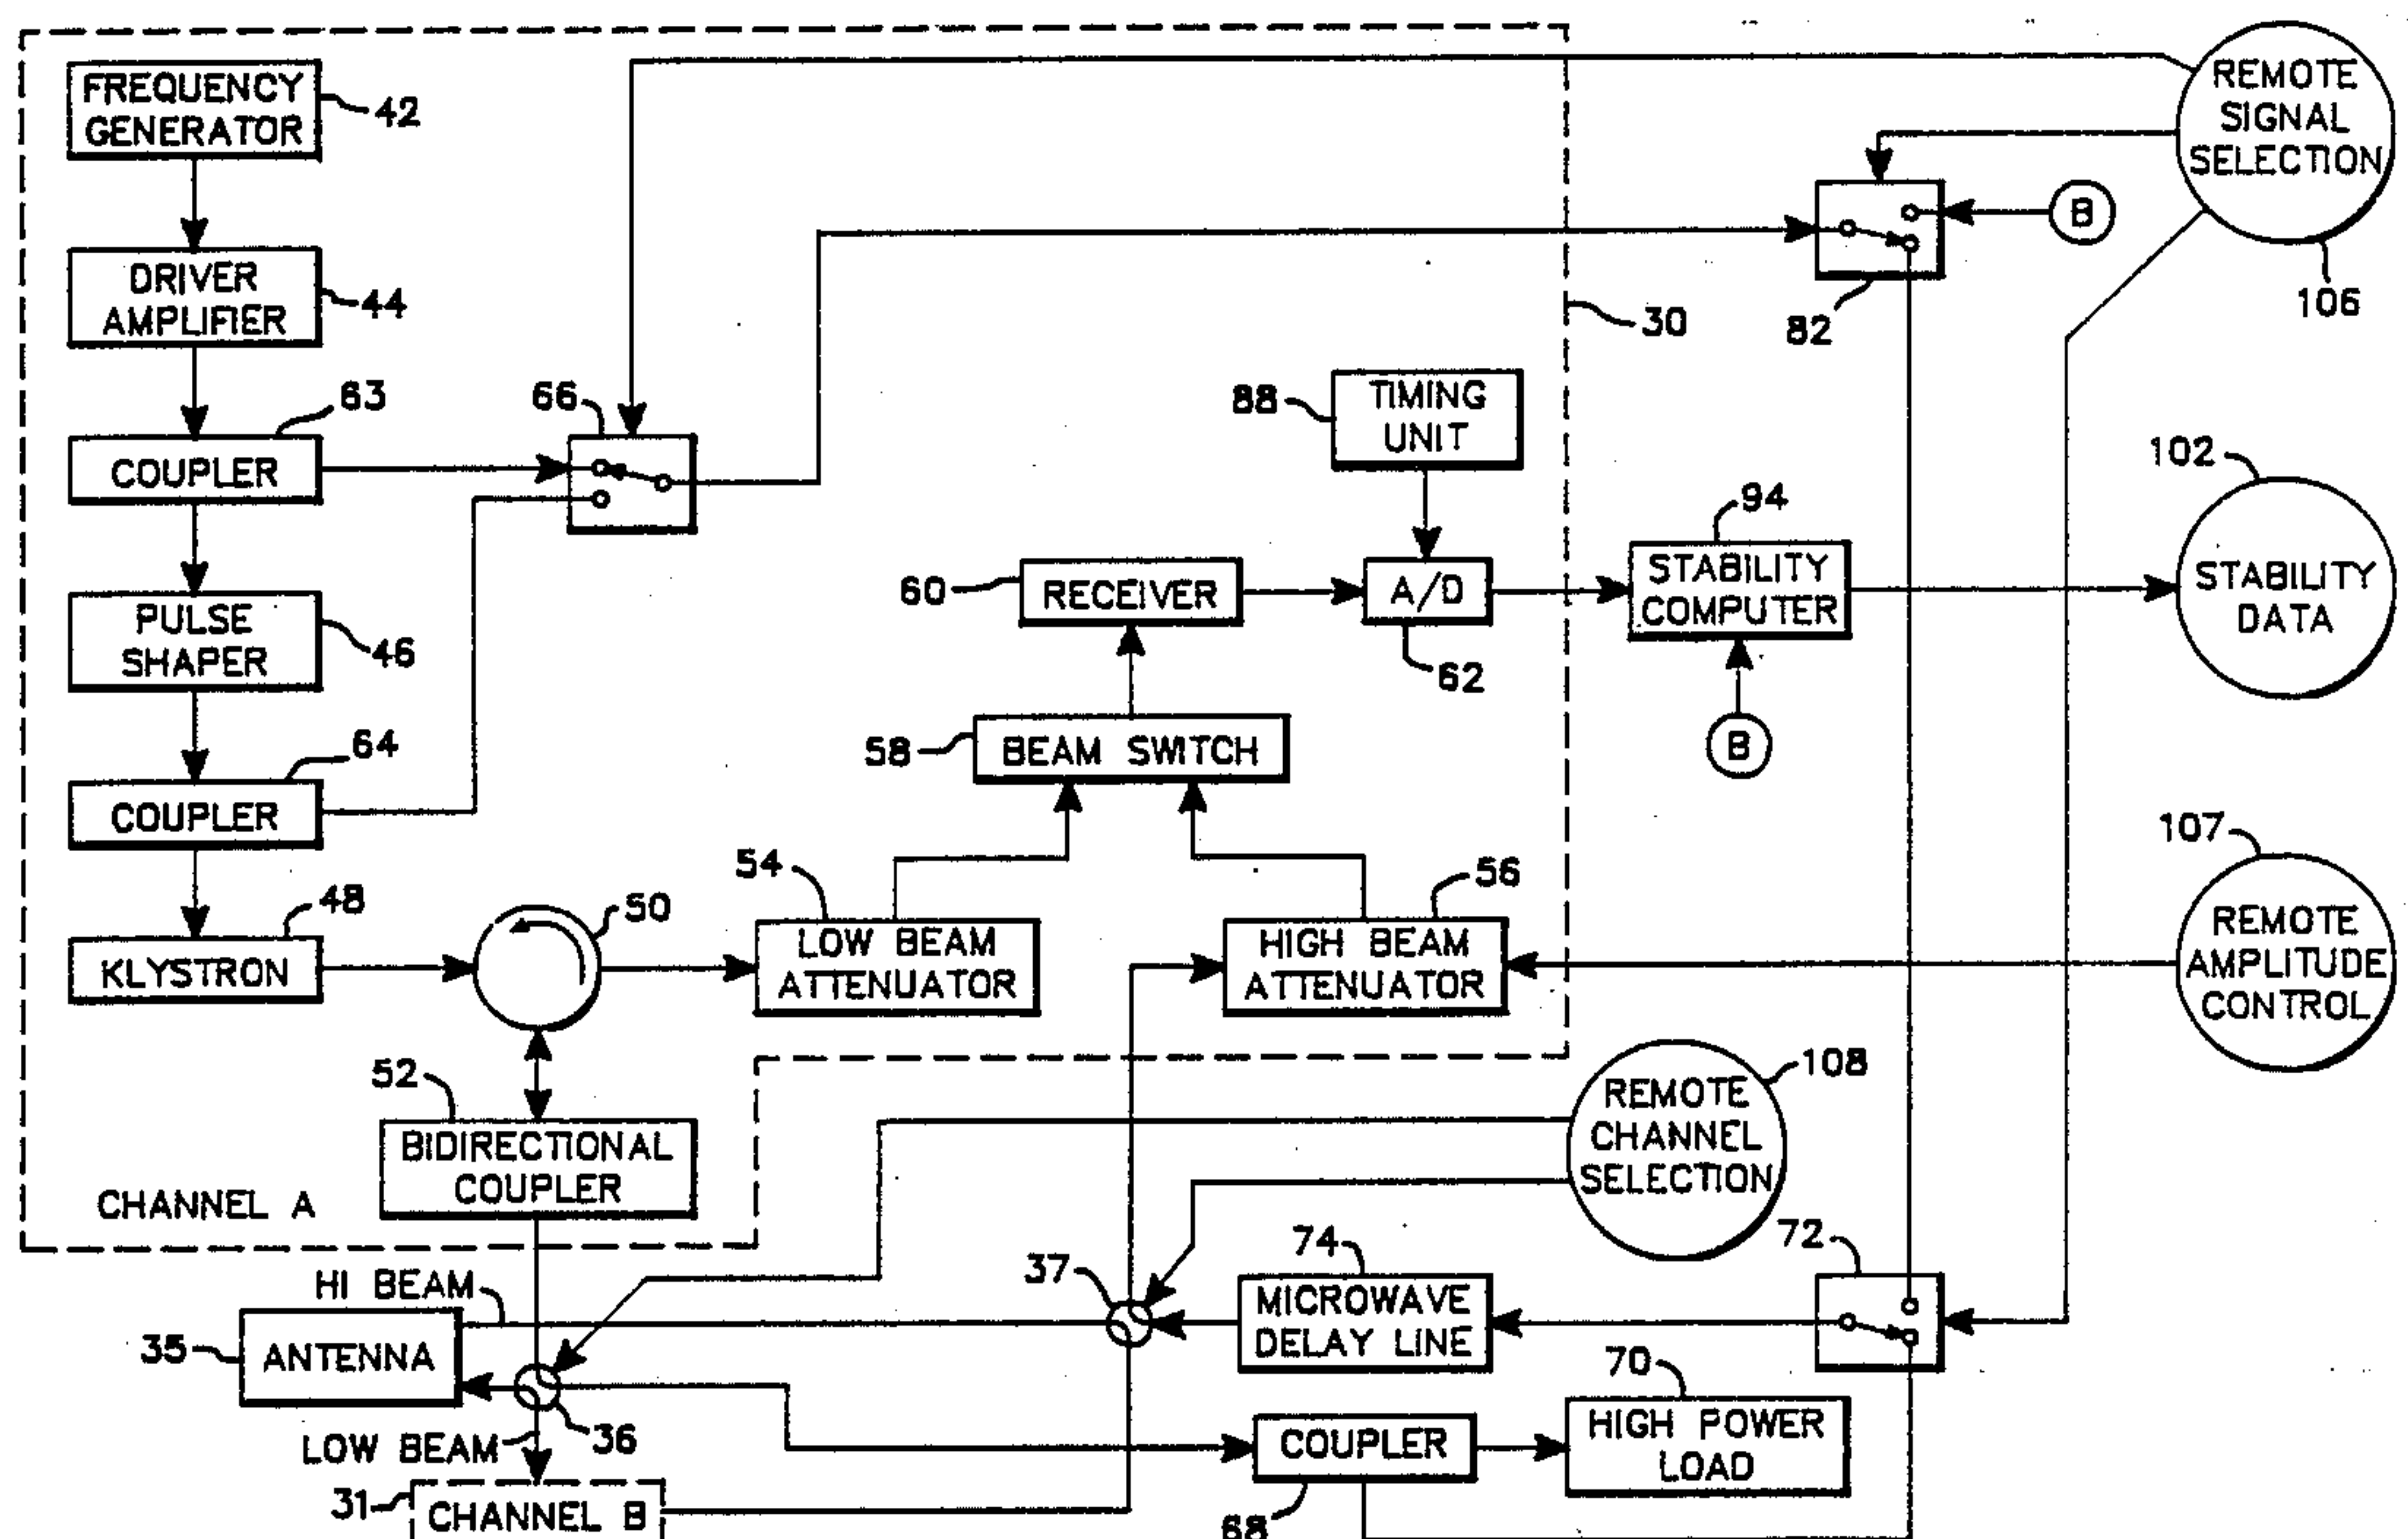 FREQUENCY
GENERATOR
42
DRIVER
AMPLIFIER
44
63
COUPLER
66
PULSE
SHAPER
46
64
COUPLER
48
KLYSTRON
50
54
LOW BEAM
ATTENUATOR
56
HIGH BEAM
ATTENUATOR
58
BEAM SWITCH
60
RECEIVER
A/D
62
88
TIMING
UNIT
30
94
STABILITY
COMPUTER
B
82
B
REMOTE
SIGNAL
SELECTION
106
102
STABILITY
DATA
107
REMOTE
AMPLITUDE
CONTROL
52
BIDIRECTIONAL
COUPLER
CHANNEL A
108
REMOTE
CHANNEL
SELECTION
HI BEAM
35
ANTENNA
36
LOW BEAM
31
CHANNEL B
37
74
MICROWAVE
DELAY LINE
72
70
HIGH POWER
LOAD
COUPLER
68